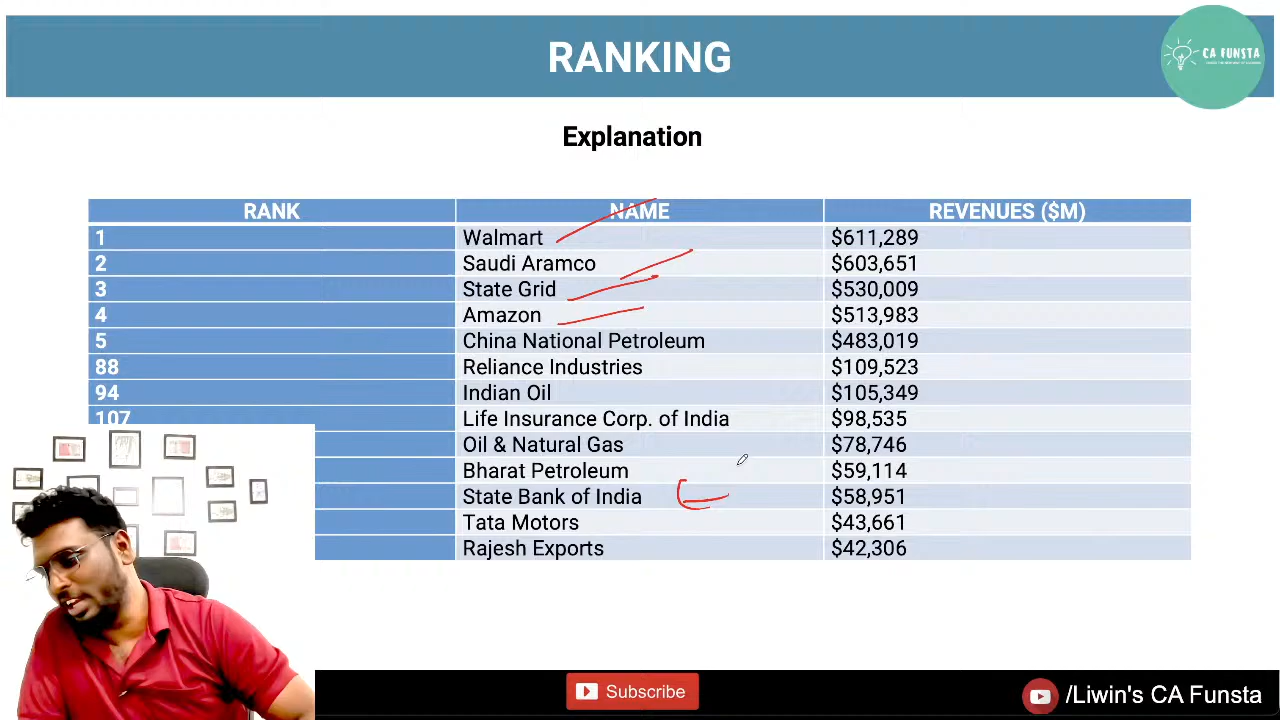 RANKING
CA FUNSTA
Explanation
RANK NAME REVENUES ($M)
1 Walmart $611,289
2 Saudi Aramco $603,651
3 State Grid $530,009
4 Amazon $513,983
5 China National Petroleum $483,019
88 Reliance Industries $109,523
94 Indian Oil $105,349
107 Life Insurance Corp. of India $98,535
Oil & Natural Gas $78,746
Bharat Petroleum $59,114
State Bank of India $58,951
Tata Motors $43,661
Rajesh Exports $42,306
Subscribe
/Liwin's CA Funsta